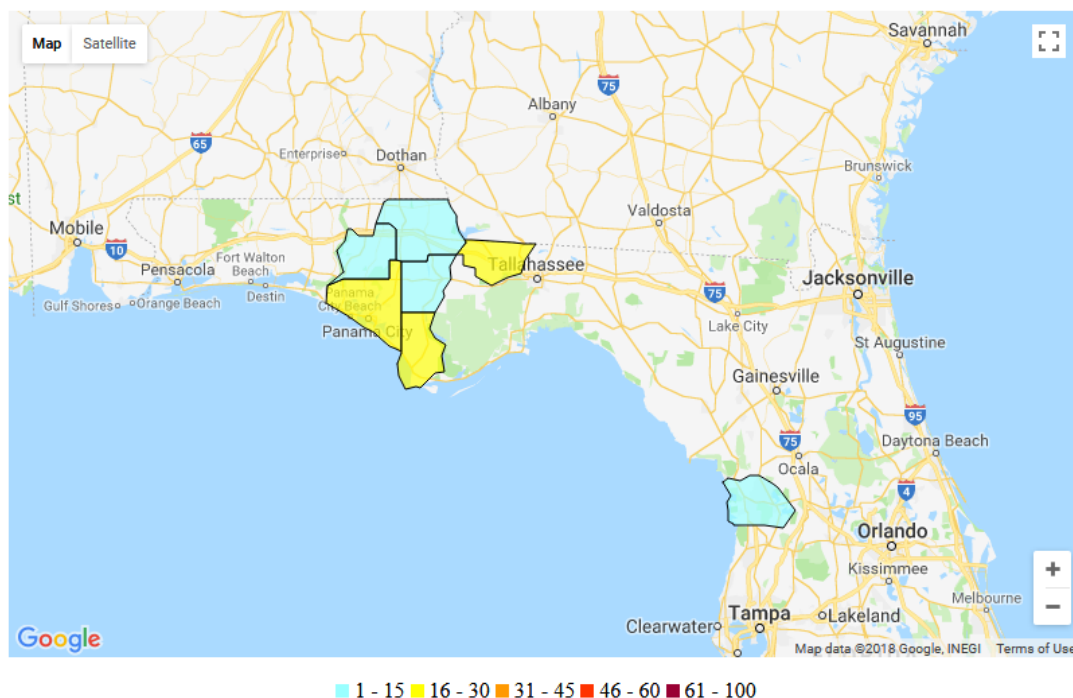 Map Satellite
Savannah
75
Albany
65
Enterprise
Dothan
Brunswick
st
Mobile
Valdosta
10
Pensacola
Fort Walton
Beach
Destin
Gulf Shores
Orange Beach
Tallahassee
Panama
City Beach
Panama City
75
Jacksonville
Lake City
St Augustine
Gainesville
95
75
Daytona Beach
Ocala
4
Orlando
Kissimmee
Melbourne
Clearwater
Tampa
Lakeland
+
−
Google
Map data ©2018 Google, INEGI Terms of Use
1 - 15 16 - 30 31 - 45 46 - 60 61 - 100